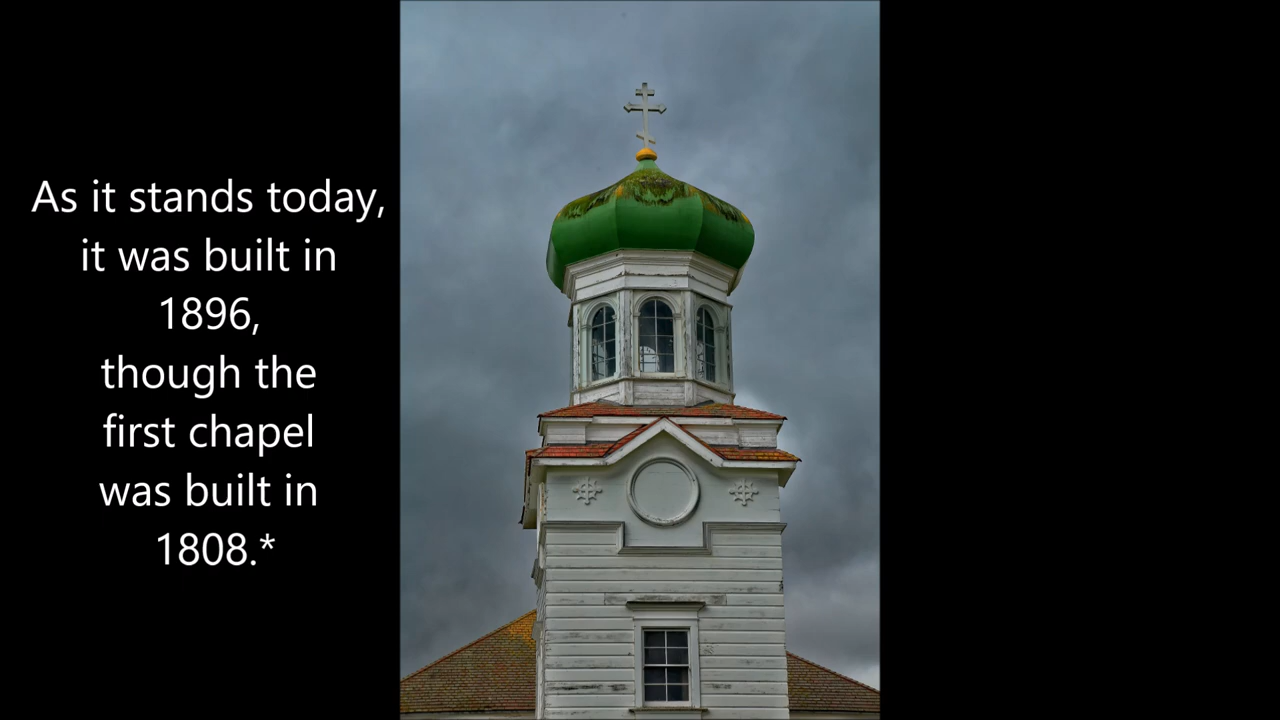 As it stands today,
it was built in
1896,
though the
first chapel
was built in
1808.*